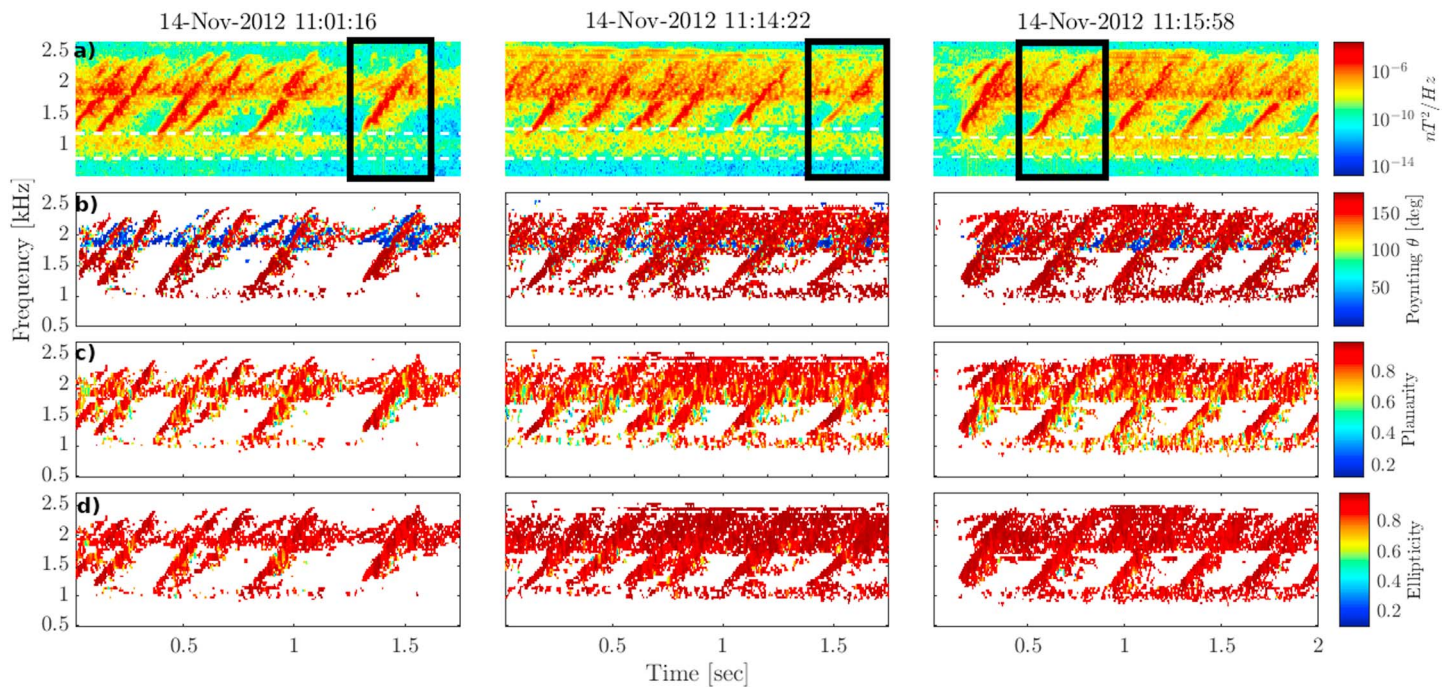 14-Nov-2012 11:01:16 14-Nov-2012 11:14:22 14-Nov-2012 11:15:58
a)
2.5
2
1.5
1
10^−6
10^−10
10^−14
nT^2/Hz
b)
2.5
2
1.5
1
0.5
150
100
50
Poynting θ [deg]
Frequency [kHz]
c)
2.5
2
1.5
1
0.5
0.8
0.6
0.4
0.2
Planarity
d)
2.5
2
1.5
1
0.5
0.8
0.6
0.4
0.2
Ellipticity
0.5 1 1.5 0.5 1 1.5 0.5 1 1.5 2
Time [sec]